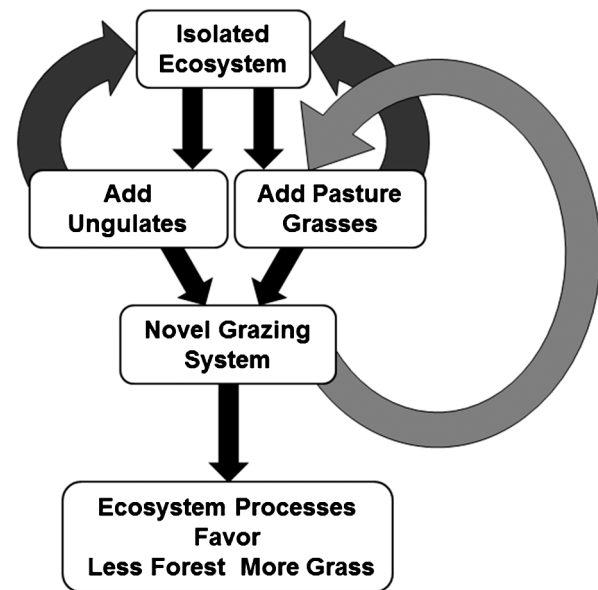 Isolated
Ecosystem
Add
Ungulates
Add Pasture
Grasses
Novel Grazing
System
Ecosystem Processes
Favor
Less Forest More Grass